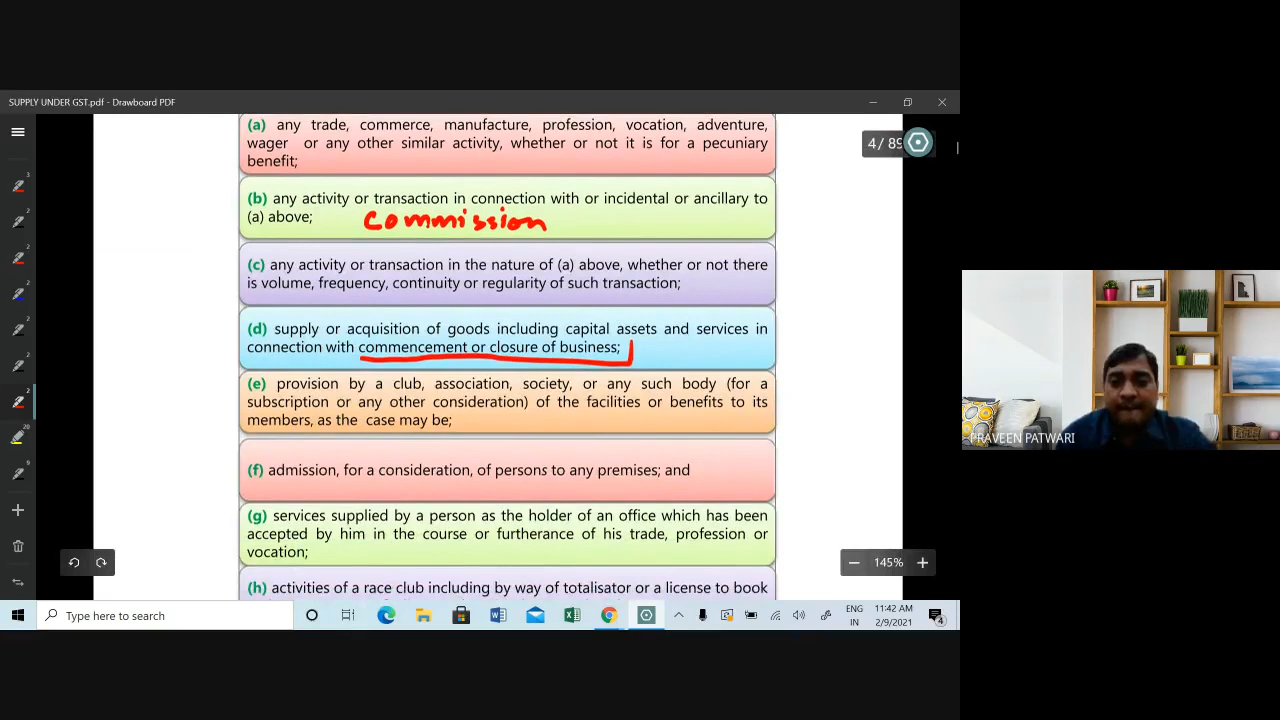 SUPPLY UNDER GST.pdf - Drawboard PDF
(a) any trade, commerce, manufacture, profession, vocation, adventure,
wager or any other similar activity, whether or not it is for a pecuniary
benefit;
4 / 89
(b) any activity or transaction in connection with or incidental or ancillary to
(a) above;
commission
(c) any activity or transaction in the nature of (a) above, whether or not there
is volume, frequency, continuity or regularity of such transaction;
(d) supply or acquisition of goods including capital assets and services in
connection with commencement or closure of business;
(e) provision by a club, association, society, or any such body (for a
subscription or any other consideration) of the facilities or benefits to its
members, as the case may be;
PRAVEEN PATWARI
(f) admission, for a consideration, of persons to any premises; and
(g) services supplied by a person as the holder of an office which has been
accepted by him in the course or furtherance of his trade, profession or
vocation;
145%
(h) activities of a race club including by way of totalisator or a license to book
Type here to search
ENG
IN
11:42 AM
2/9/2021
4